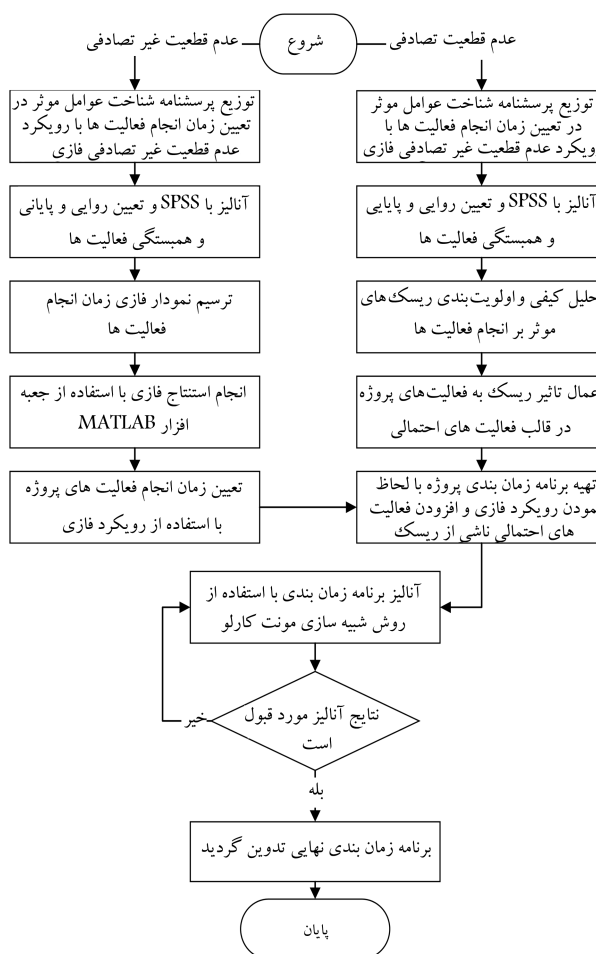 شروع
عدم قطعیت تصادفی
عدم قطعیت غیر تصادفی
توزیع پرسشنامه شناخت عوامل موثر
در تعیین زمان انجام فعالیت ها با
ویکرد عدم قطعیت غیر تصادفی فازی
آنالیز با SPSS و تعیین روایی و پایایی
و همبستگی فعالیت ها
حلیل کیفی و اولویت‌بندی ریسک‌های
موثر بر انجام فعالیت ها
عمال تاثیر ریسک به فعالیت‌های پروژه
در قالب فعالیت های احتمالی
تهیه برنامه زمان بندی پروژه با لحاظ
مودن رویکرد فازی و افزودن فعالیت
های احتمالی ناشی از ریسک
توزیع پرسشنامه شناخت عوامل موثر در
تعیین زمان انجام فعالیت ها با رویکرد
عدم قطعیت غیر تصادفی فازی
آنالیز با SPSS و تعیین روایی و پایانی
و همبستگی فعالیت ها
ترسیم نمودار فازی زمان انجام
فعالیت ها
انجام استنتاج فازی با استفاده از جعبه
افزار MATLAB
تعیین زمان انجام فعالیت های پروژه
با استفاده از رویکرد فازی
آنالیز برنامه زمان بندی با استفاده از
روش شبیه سازی مونت کارلو
نتایج آنالیز مورد قبول
است
خیر
بله
برنامه زمان بندی نهایی تدوین گردید
پایان